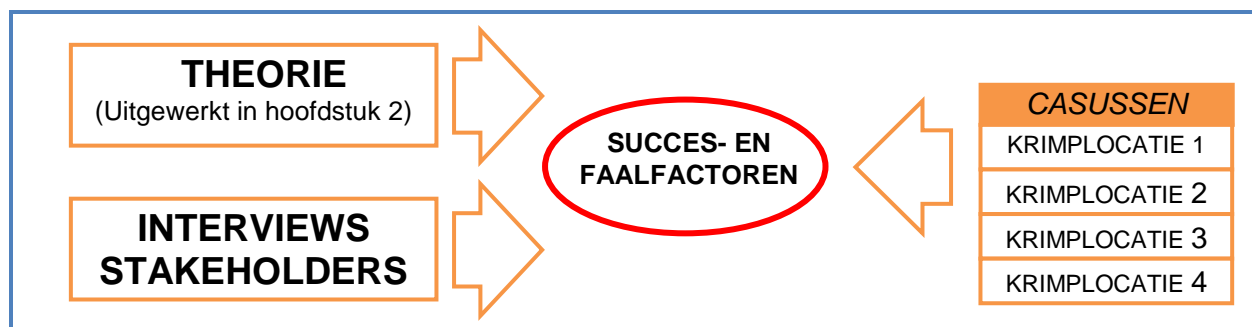 THEORIE
(Uitgewerkt in hoofdstuk 2)
INTERVIEWS
STAKEHOLDERS
SUCCES- EN
FAALFACTOREN
CASUSSEN
KRIMPLOCATIE 1
KRIMPLOCATIE 2
KRIMPLOCATIE 3
KRIMPLOCATIE 4